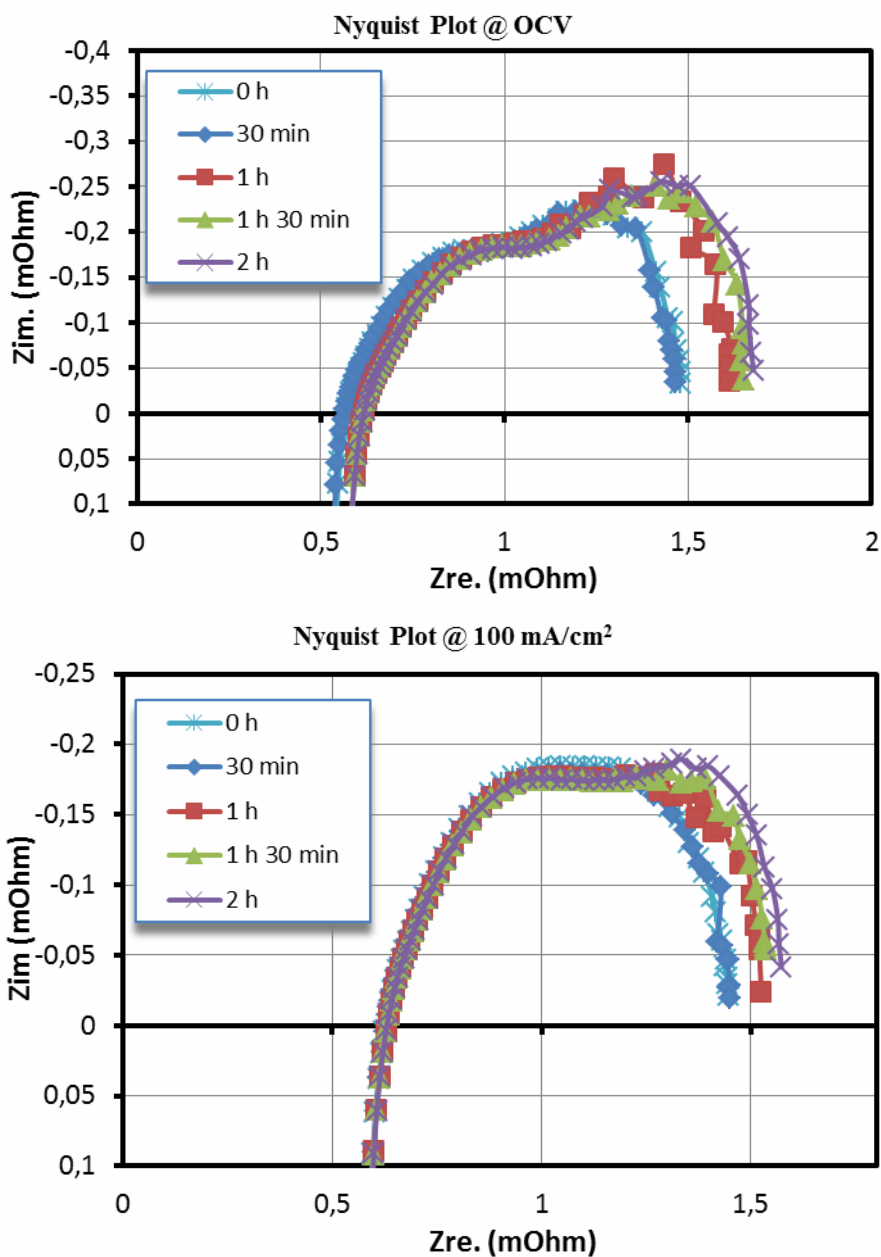 Nyquist Plot @ OCV
-0,4
-0,35
-0,3
-0,25
-0,2
-0,15
-0,1
-0,05
0
0,05
0,1
Zim. (mOhm)
0 h
30 min
1 h
1 h 30 min
2 h
0
0,5
1
1,5
2
Zre. (mOhm)
Nyquist Plot @ 100 mA/cm²
-0,25
-0,2
-0,15
-0,1
-0,05
0
0,05
0,1
Zim (mOhm)
0 h
30 min
1 h
1 h 30 min
2 h
0
0,5
1
1,5
Zre. (mOhm)